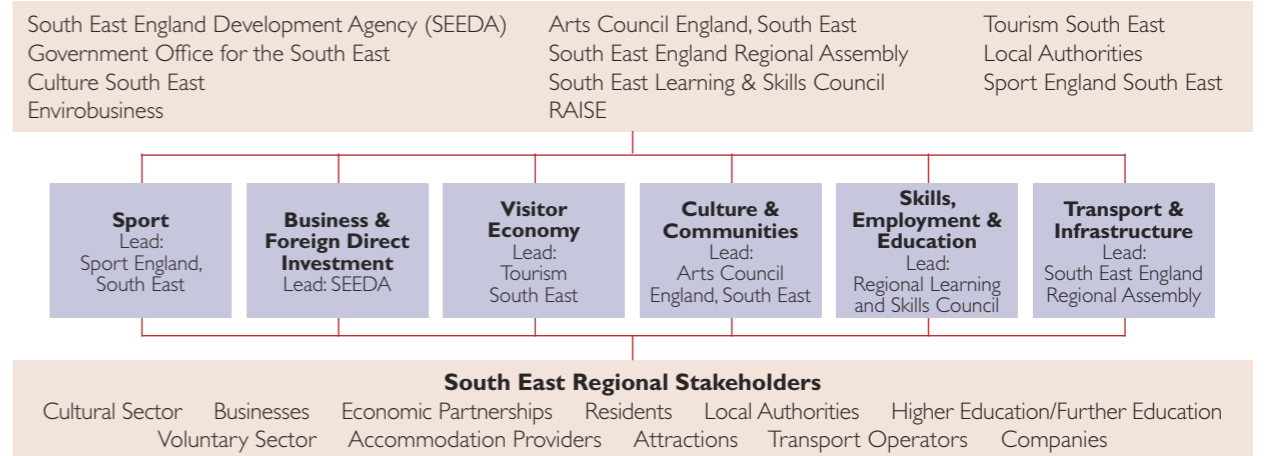 South East England Development Agency (SEEDA)
Government Office for the South East
Culture South East
Envirobusiness
Arts Council England, South East
South East England Regional Assembly
South East Learning & Skills Council
RAISE
Tourism South East
Local Authorities
Sport England South East
Sport
Lead:
Sport England,
South East
Business &
Foreign Direct
Investment
Lead: SEEDA
Visitor
Economy
Lead:
Tourism
South East
Culture &
Communities
Lead:
Arts Council
England, South East
Skills,
Employment &
Education
Lead:
Regional Learning
and Skills Council
Transport &
Infrastructure
Lead:
South East England
Regional Assembly
South East Regional Stakeholders
Cultural Sector Businesses Economic Partnerships Residents Local Authorities Higher Education/Further Education
Voluntary Sector Accommodation Providers Attractions Transport Operators Companies